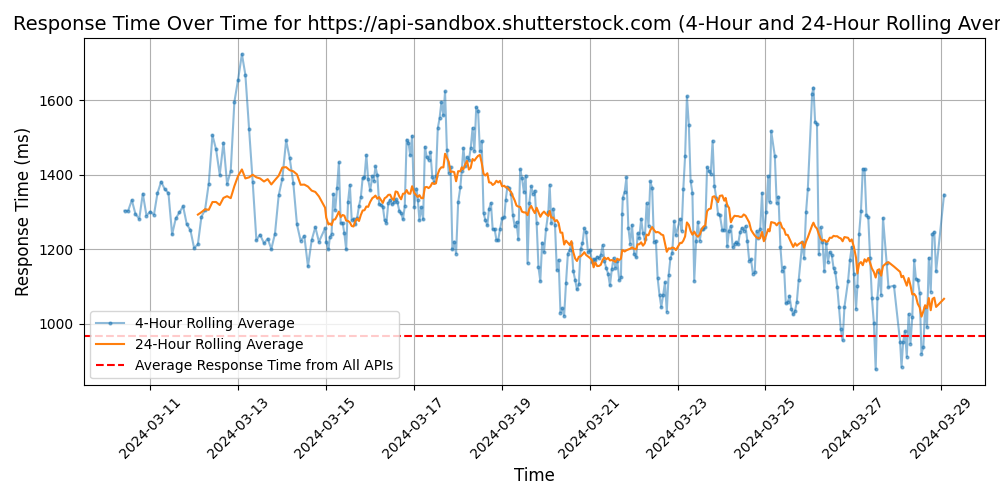 Response Time Over Time for https://api-sandbox.shutterstock.com (4-Hour and 24-Hour Rolling Aver
Response Time (ms)
1600
1400
1200
1000
4-Hour Rolling Average
24-Hour Rolling Average
Average Response Time from All APIs
2024-03-11
2024-03-13
2024-03-15
2024-03-17
2024-03-19
2024-03-21
2024-03-23
2024-03-25
2024-03-27
2024-03-29
Time